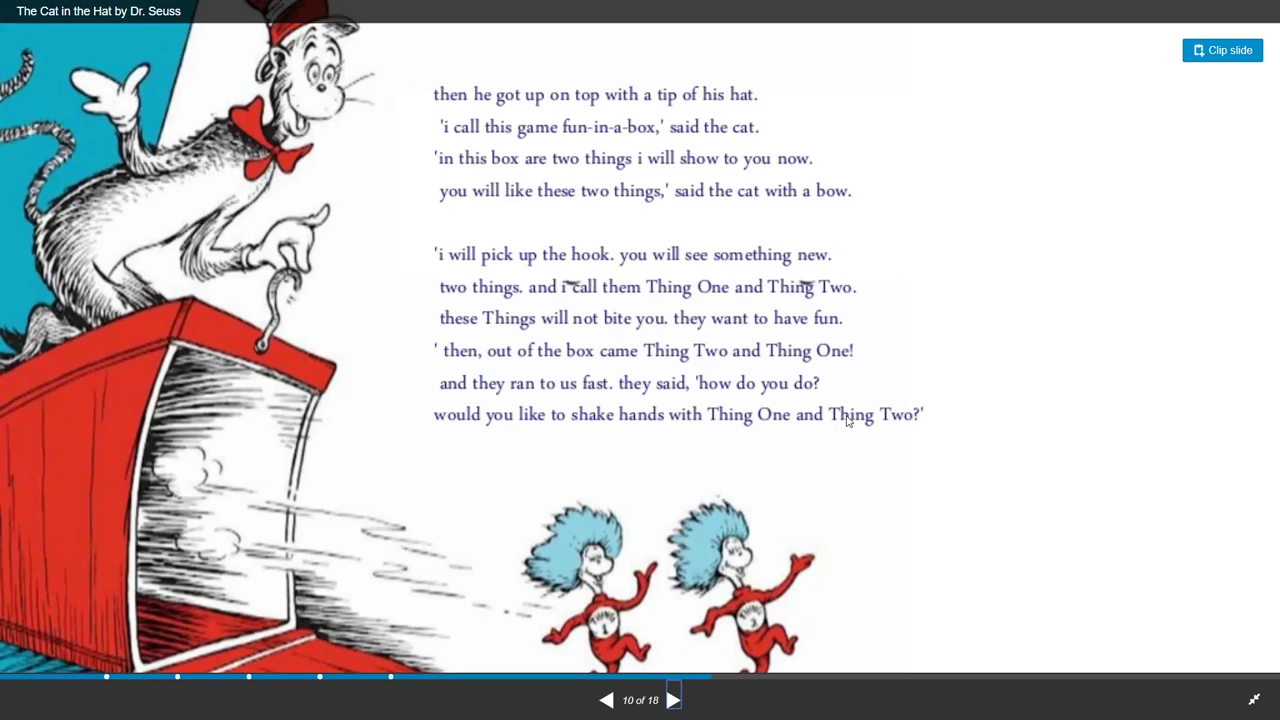 The Cat in the Hat by Dr. Seuss
Clip slide
then he got up on top with a tip of his hat.
'i call this game fun-in-a-box,' said the cat.
'in this box are two things i will show to you now.
you will like these two things,' said the cat with a bow.
'i will pick up the hook. you will see something new.
two things. and i call them Thing One and Thing Two.
these Things will not bite you. they want to have fun.
' then, out of the box came Thing Two and Thing One!
and they ran to us fast. they said, 'how do you do?
would you like to shake hands with Thing One and Thing Two?'
THING 1
THING 2
10 of 18